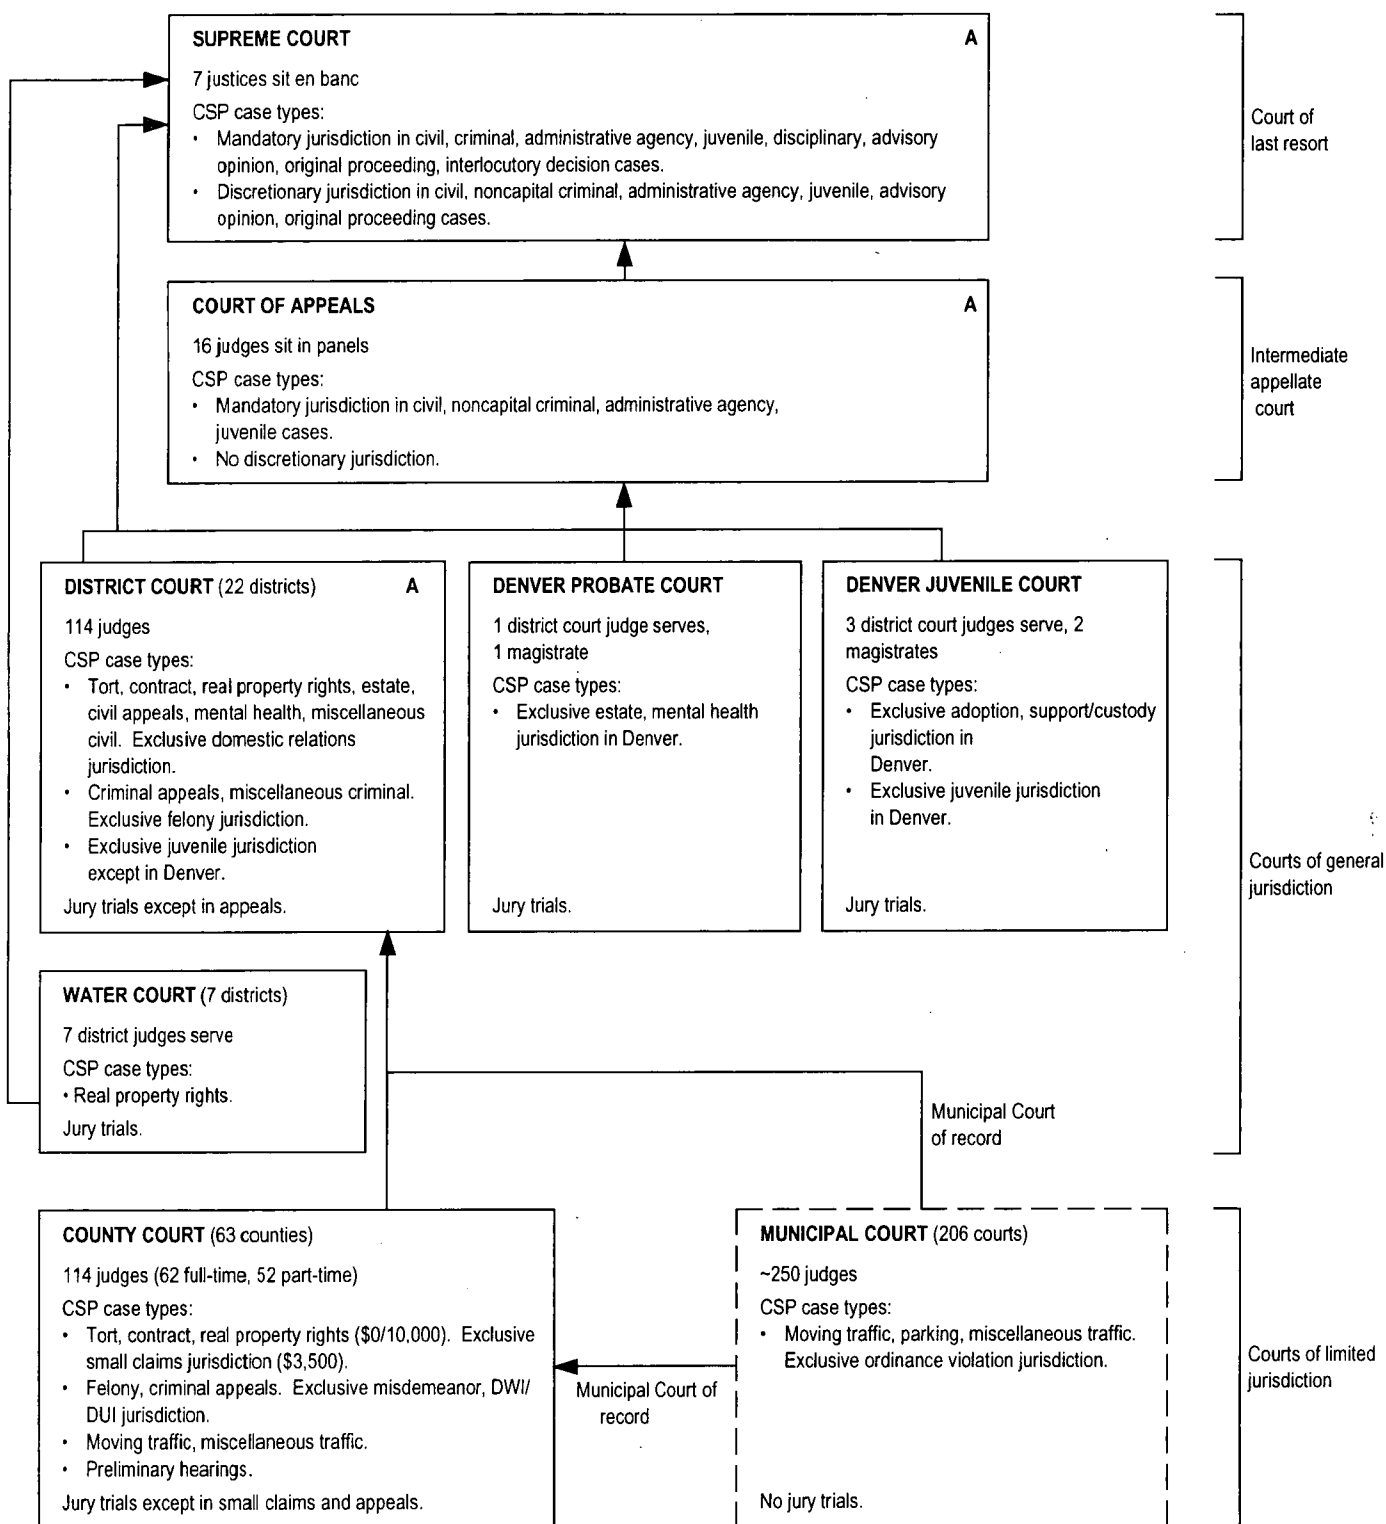 SUPREME COURT A
7 justices sit en banc
CSP case types:
• Mandatory jurisdiction in civil, criminal, administrative agency, juvenile, disciplinary, advisory
opinion, original proceeding, interlocutory decision cases.
• Discretionary jurisdiction in civil, noncapital criminal, administrative agency, juvenile, advisory
opinion, original proceeding cases.
Court of
last resort
COURT OF APPEALS A
16 judges sit in panels
CSP case types:
• Mandatory jurisdiction in civil, noncapital criminal, administrative agency,
juvenile cases.
• No discretionary jurisdiction.
Intermediate
appellate
court
DISTRICT COURT (22 districts) A
114 judges
CSP case types:
• Tort, contract, real property rights, estate,
civil appeals, mental health, miscellaneous
civil. Exclusive domestic relations
jurisdiction.
• Criminal appeals, miscellaneous criminal.
Exclusive felony jurisdiction.
• Exclusive juvenile jurisdiction
except in Denver.
Jury trials except in appeals.
DENVER PROBATE COURT
1 district court judge serves,
1 magistrate
CSP case types:
• Exclusive estate, mental health
jurisdiction in Denver.
Jury trials.
DENVER JUVENILE COURT
3 district court judges serve, 2
magistrates
CSP case types:
• Exclusive adoption, support/custody
jurisdiction in
Denver.
• Exclusive juvenile jurisdiction
in Denver.
Jury trials.
Courts of general
jurisdiction
WATER COURT (7 districts)
7 district judges serve
CSP case types:
• Real property rights.
Jury trials.
Municipal Court
of record
COUNTY COURT (63 counties)
114 judges (62 full-time, 52 part-time)
CSP case types:
• Tort, contract, real property rights ($0/10,000). Exclusive
small claims jurisdiction ($3,500).
• Felony, criminal appeals. Exclusive misdemeanor, DWI/
DUI jurisdiction.
• Moving traffic, miscellaneous traffic.
• Preliminary hearings.
Jury trials except in small claims and appeals.
Municipal Court of
record
MUNICIPAL COURT (206 courts)
~250 judges
CSP case types:
• Moving traffic, parking, miscellaneous traffic.
Exclusive ordinance violation jurisdiction.
No jury trials.
Courts of limited
jurisdiction